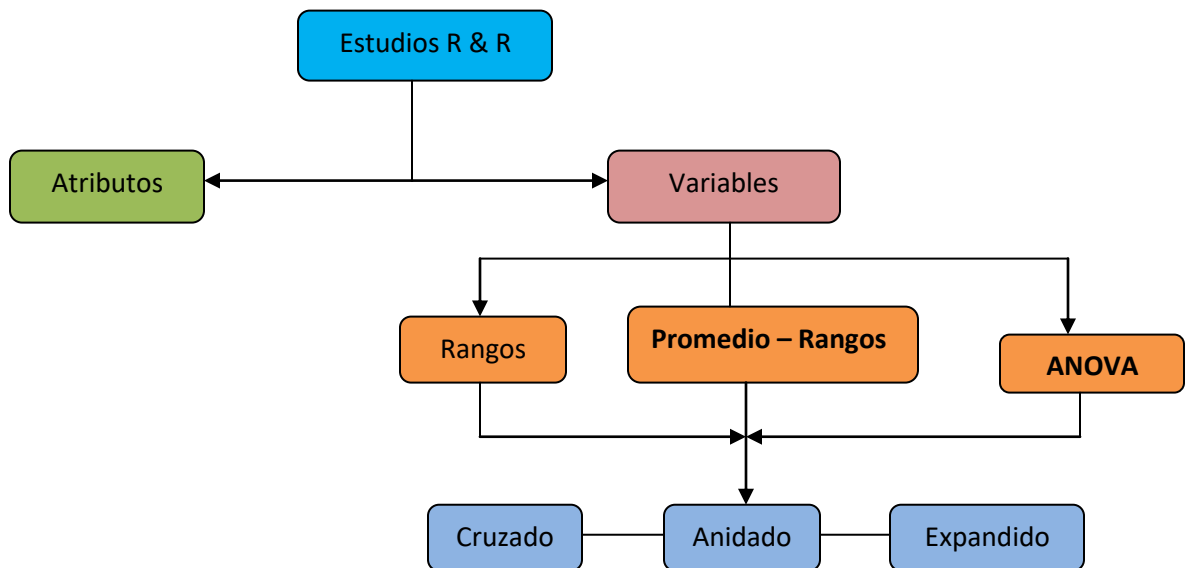 Estudios R & R
Atributos
Variables
Rangos
Promedio – Rangos
ANOVA
Cruzado
Anidado
Expandido